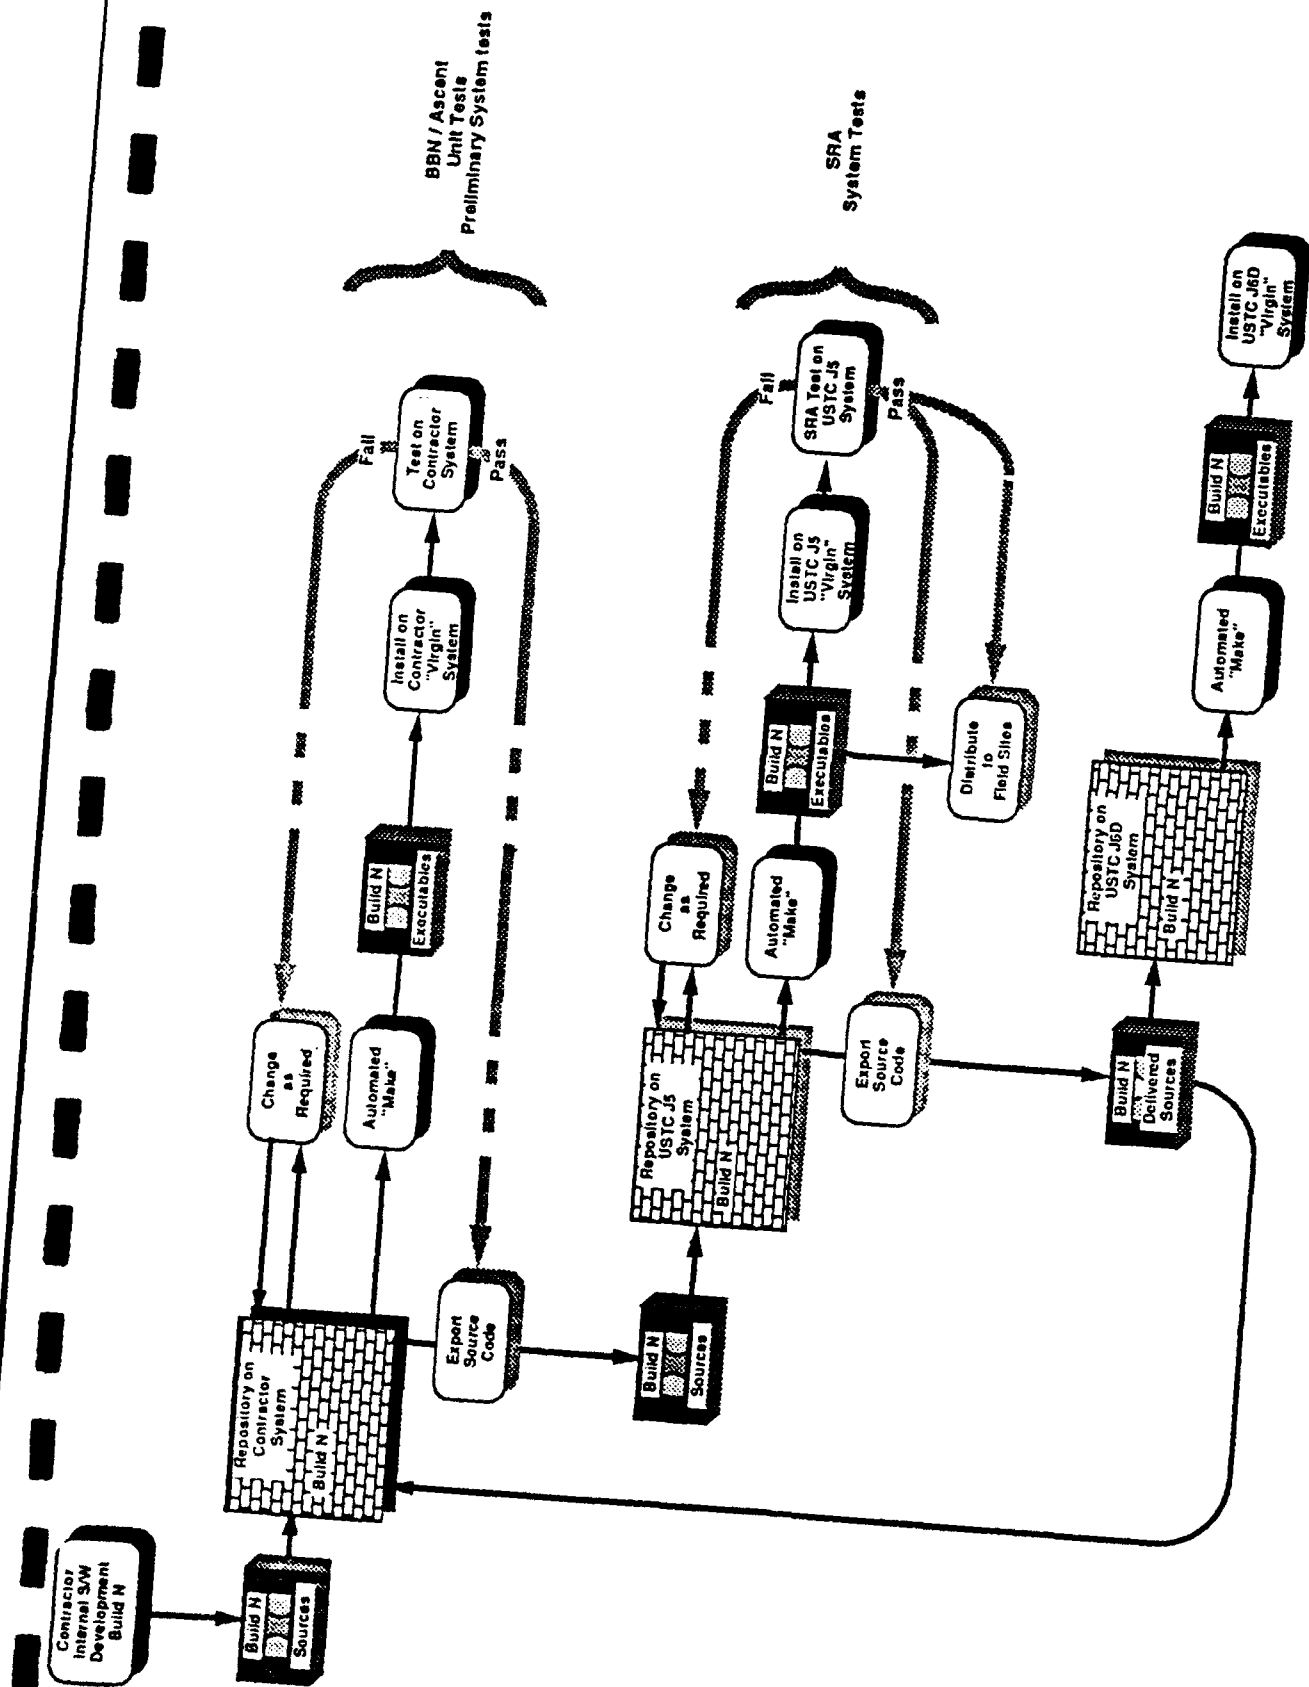 Contractor
Internal S/W
Development
Build N
Build N
Sources
Repository on
Contractor
System
Build N
Change
as
Required
Automated
"Make"
Build N
Executables
Install on
Contractor
"Virgin"
System
Test on
Contractor
System
Fail
Pass
BBN / Ascent
Unit Tests
Preliminary System tests
Export
Source
Code
Build N
Sources
Repository on
USTC J5
System
Build N
Change
as
Required
Automated
"Make"
Build N
Executables
Install on
USTC J5
"Virgin"
System
SRA Test on
USTC J5
System
Fail
Pass
SRA
System Tests
Export
Source
Code
Distribute
to
Field Sites
Build N
Delivered
Sources
Repository on
USTC J6D
System
Build N
Automated
"Make"
Build N
Executables
Install on
USTC J6D
"Virgin"
System